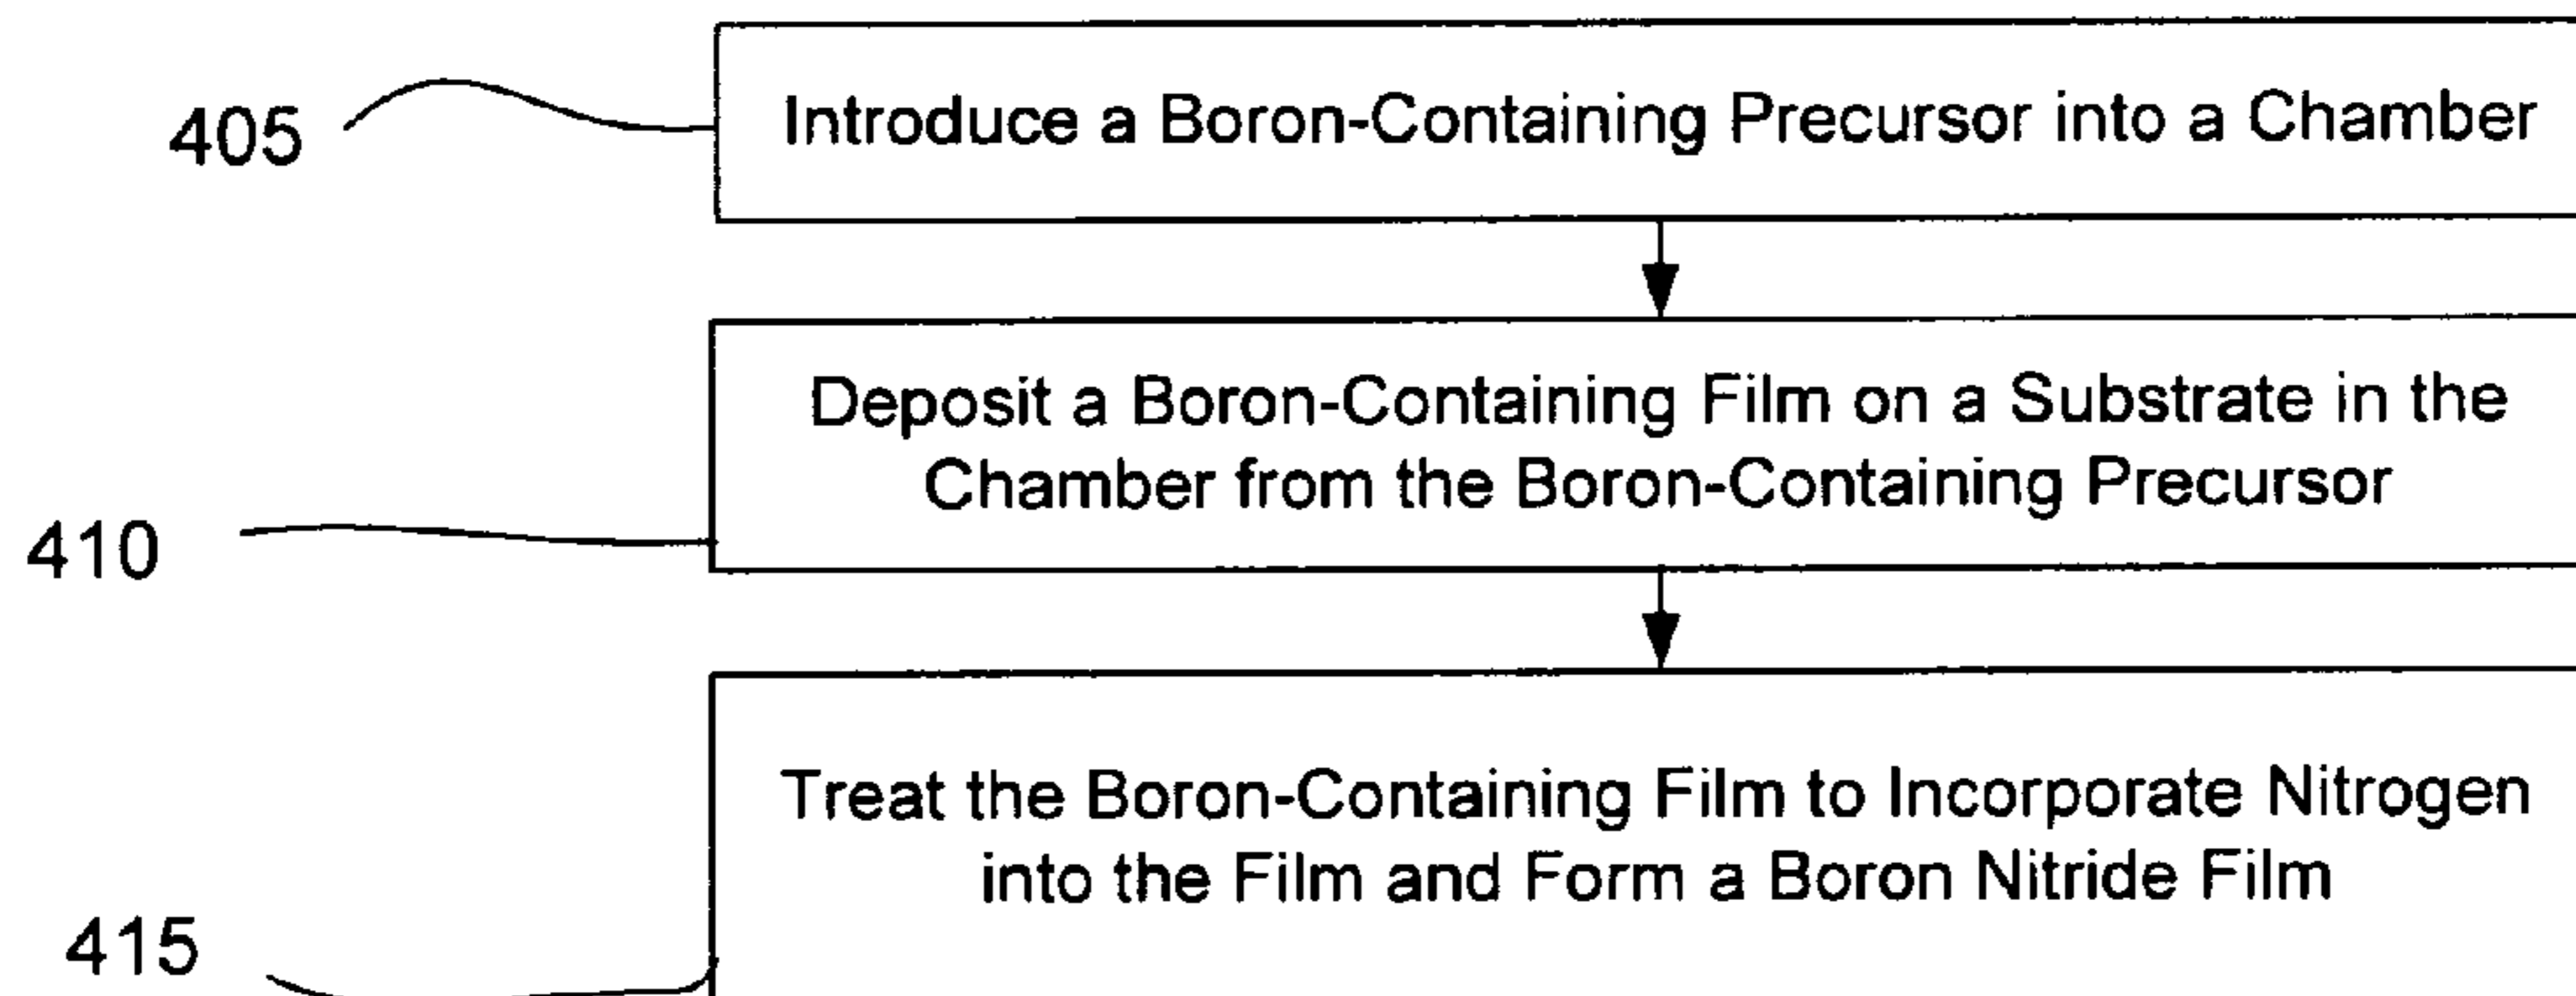 405
Introduce a Boron-Containing Precursor into a Chamber
Deposit a Boron-Containing Film on a Substrate in the
Chamber from the Boron-Containing Precursor
410
Treat the Boron-Containing Film to Incorporate Nitrogen
into the Film and Form a Boron Nitride Film
415